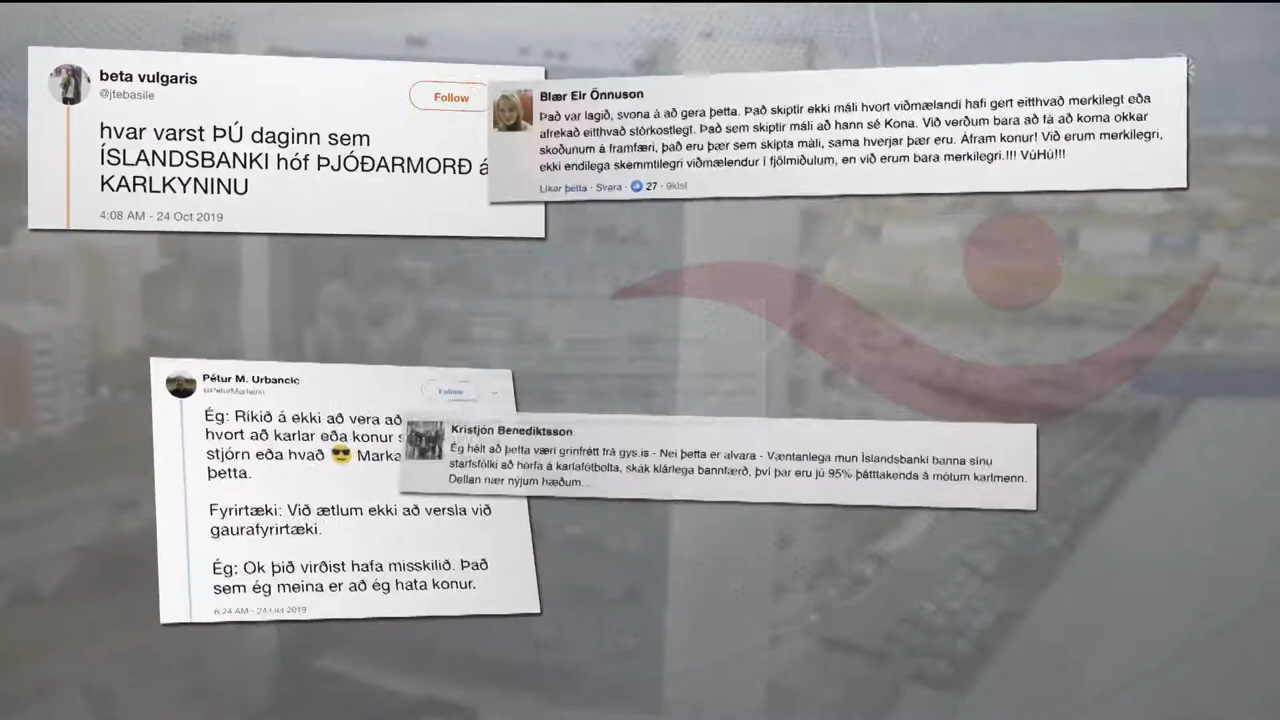 beta vulgaris
@jtebasile
Follow
hvar varst ÞÚ daginn sem
ÍSLANDSBANKI hóf ÞJÓÐARMORÐ á
KARLKYNINU
4:08 AM - 24 Oct 2019
Blær Eir Önnuson
Það var lagið, svona á að gera þetta. Það skiptir ekki máli hvort viðmælandi hafi gert eitthvað merkilegt eða
afrekað eitthvað stórkostlegt. Það sem skiptir máli að hann sé Kona. Við verðum bara að fá að koma okkar
skoðunum á framfæri, það eru þær sem skipta máli, sama hverjar þær eru. Áfram konur! Við erum merkilegri,
ekki endilega skemmtilegri viðmælendur í fjölmiðulum, en við erum bara merkilegri.!!! VúHú!!!
Líkar þetta · Svara · 27 · 9klst
Pétur M. Urbancic
Follow
Ég: Ríkið á ekki að vera að
hvort að karlar eða konur s
stjórn eða hvað 😎 Marka
þetta.
Fyrirtæki: Við ætlum ekki að versla við
gaurafyrirtæki.
Ég: Ok þið virðist hafa misskilið. Það
sem ég meina er að ég hata konur.
6:24 AM - 24 Oct 2019
Kristjón Benediktsson
Ég hélt að þetta væri grínfrétt frá gys.is - Nei þetta er alvara - Væntanlega mun Íslandsbanki banna sínu
starfsfólki að horfa á karlafótbolta, skák klárlega bannfærð, því þar eru jú 95% þátttakenda á mótum karlmenn.
Dellan nær nýjum hæðum...